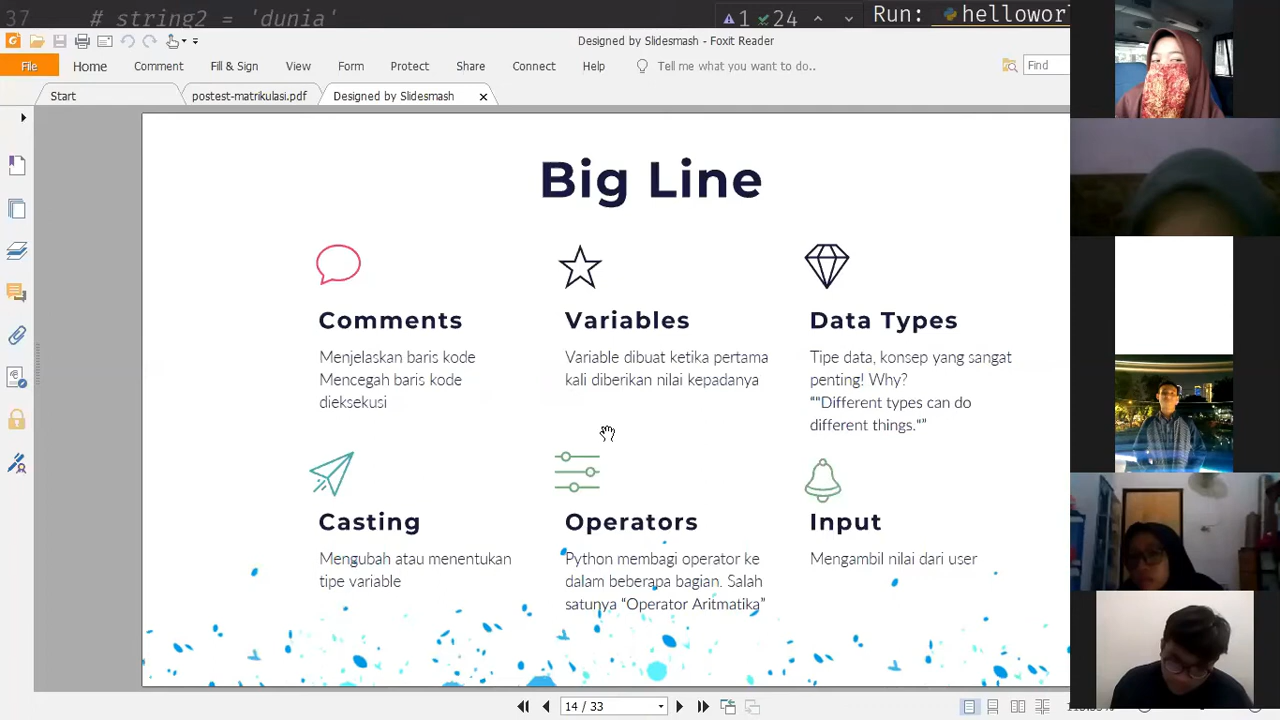 37 # string2 = 'dunia'
1 24
Run: helloworl
Designed by Slidesmash - Foxit Reader
File Home Comment Fill & Sign View Form Protect Share Connect Help Tell me what you want to do.. Find
Start postest-matrikulasi.pdf Designed by Slidesmash
Big Line
Comments
Menjelaskan baris kode
Mencegah baris kode
dieksekusi
Variables
Variable dibuat ketika pertama
kali diberikan nilai kepadanya
Data Types
Tipe data, konsep yang sangat
penting! Why?
“"Different types can do
different things."”
Casting
Mengubah atau menentukan
tipe variable
Operators
Python membagi operator ke
dalam beberapa bagian. Salah
satunya “Operator Aritmatika”
Input
Mengambil nilai dari user
14 / 33